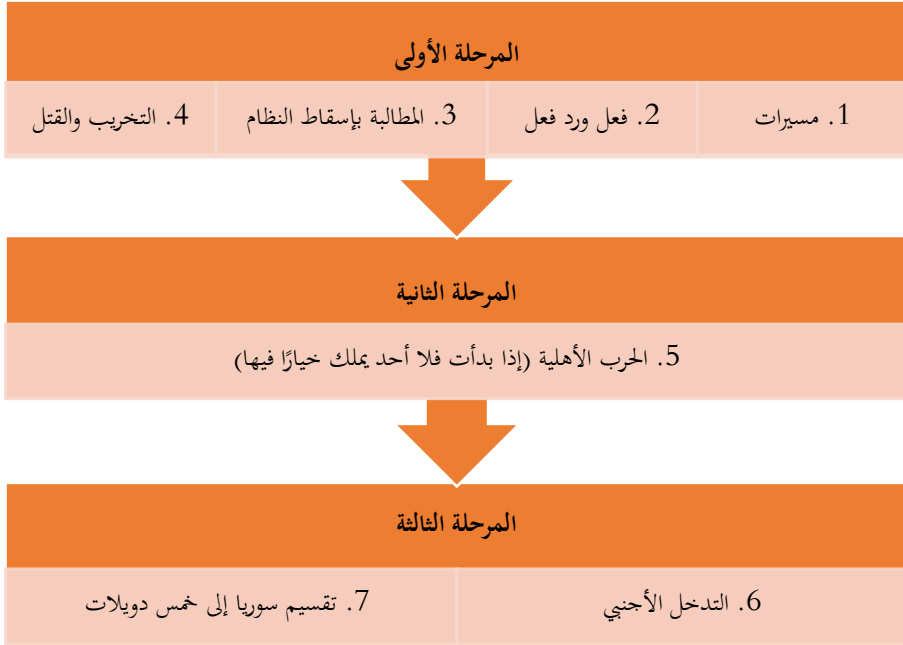 المرحلة الأولى
1. مسيرات
2. فعل ورد فعل
3. المطالبة بإسقاط النظام
4. التخريب والقتل
المرحلة الثانية
5. الحرب الأهلية (إذا بدأت فلا أحد يملك خيارًا فيها)
المرحلة الثالثة
6. التدخل الأجنبي
7. تقسيم سوريا إلى خمس دويلات